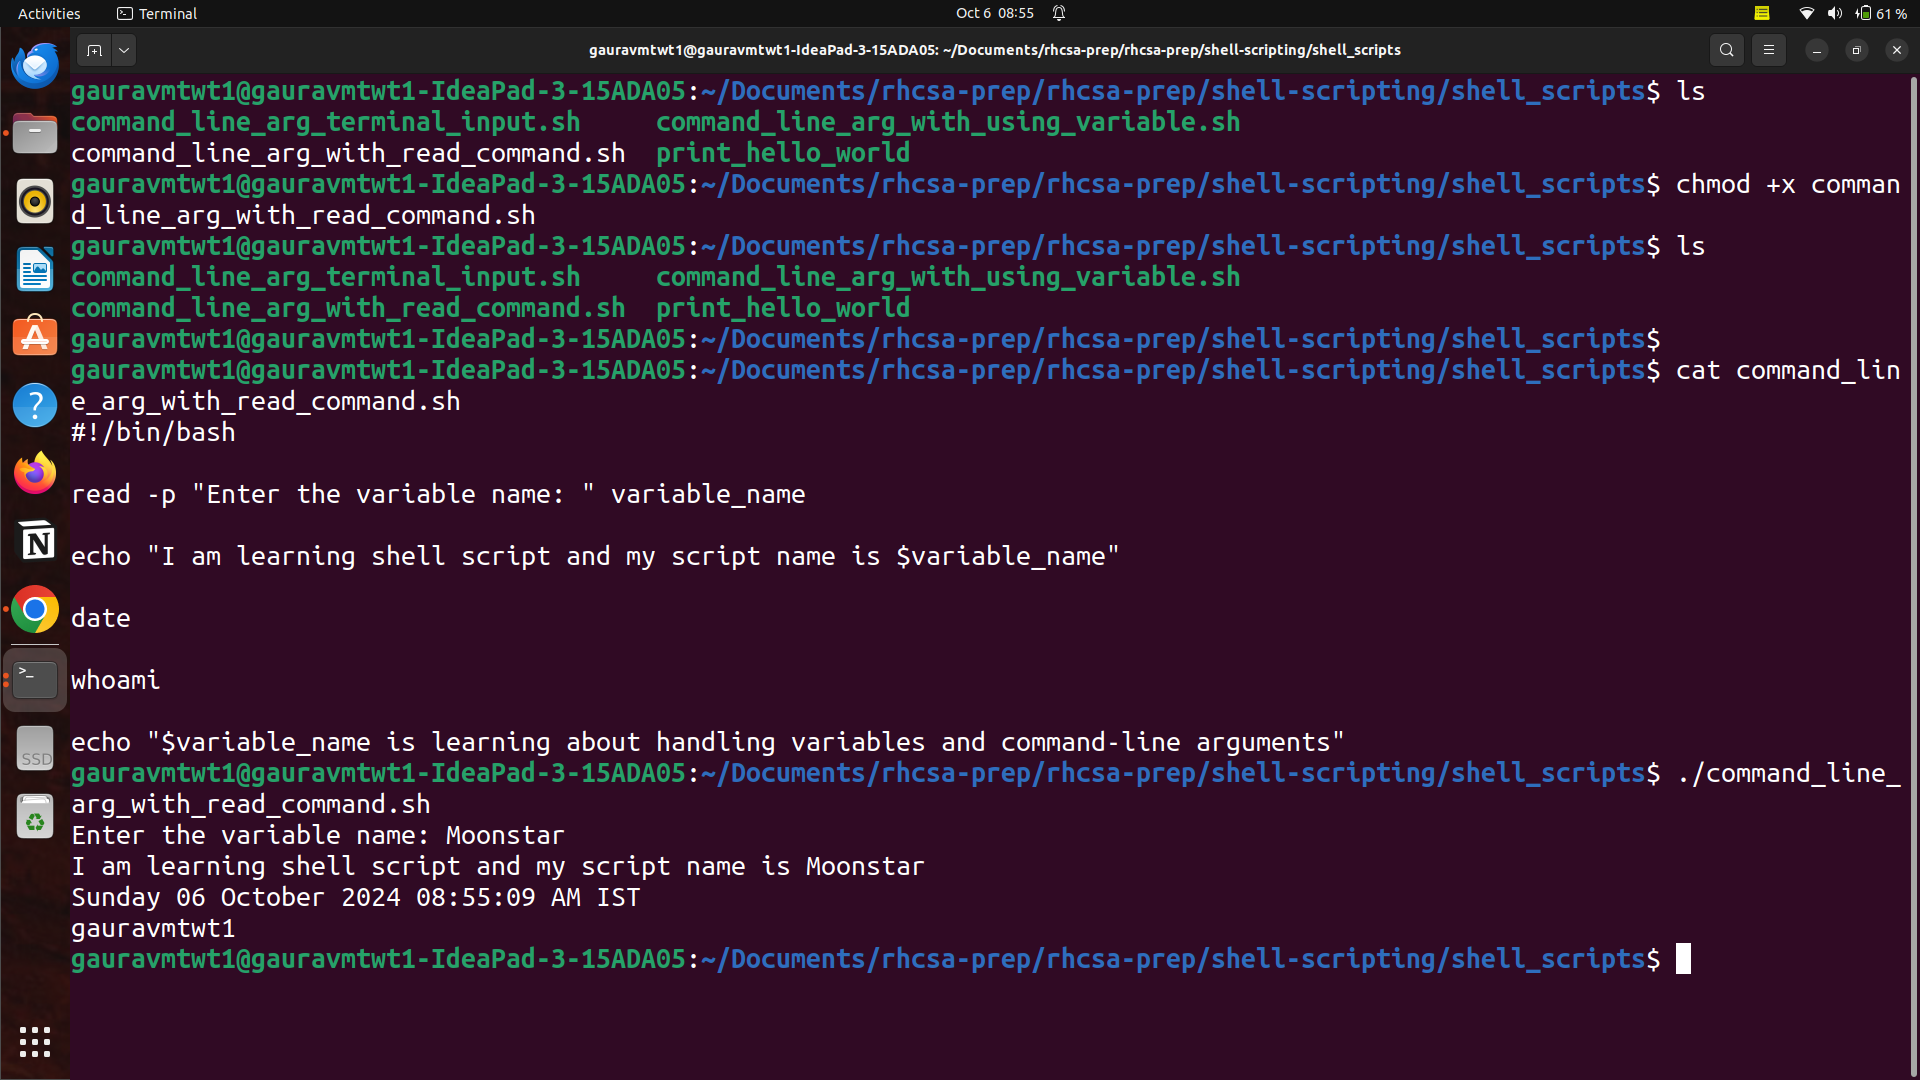 Activities Terminal Oct 6 08:55 61 %
gauravmtwt1@gauravmtwt1-IdeaPad-3-15ADA05: ~/Documents/rhcsa-prep/rhcsa-prep/shell-scripting/shell_scripts
gauravmtwt1@gauravmtwt1-IdeaPad-3-15ADA05:~/Documents/rhcsa-prep/rhcsa-prep/shell-scripting/shell_scripts$ ls
command_line_arg_terminal_input.sh command_line_arg_with_using_variable.sh
command_line_arg_with_read_command.sh print_hello_world
gauravmtwt1@gauravmtwt1-IdeaPad-3-15ADA05:~/Documents/rhcsa-prep/rhcsa-prep/shell-scripting/shell_scripts$ chmod +x comman
d_line_arg_with_read_command.sh
gauravmtwt1@gauravmtwt1-IdeaPad-3-15ADA05:~/Documents/rhcsa-prep/rhcsa-prep/shell-scripting/shell_scripts$ ls
command_line_arg_terminal_input.sh command_line_arg_with_using_variable.sh
command_line_arg_with_read_command.sh print_hello_world
gauravmtwt1@gauravmtwt1-IdeaPad-3-15ADA05:~/Documents/rhcsa-prep/rhcsa-prep/shell-scripting/shell_scripts$
gauravmtwt1@gauravmtwt1-IdeaPad-3-15ADA05:~/Documents/rhcsa-prep/rhcsa-prep/shell-scripting/shell_scripts$ cat command_lin
e_arg_with_read_command.sh
#!/bin/bash
read -p "Enter the variable name: " variable_name
echo "I am learning shell script and my script name is $variable_name"
date
whoami
echo "$variable_name is learning about handling variables and command-line arguments"
gauravmtwt1@gauravmtwt1-IdeaPad-3-15ADA05:~/Documents/rhcsa-prep/rhcsa-prep/shell-scripting/shell_scripts$ ./command_line_
arg_with_read_command.sh
Enter the variable name: Moonstar
I am learning shell script and my script name is Moonstar
Sunday 06 October 2024 08:55:09 AM IST
gauravmtwt1
gauravmtwt1@gauravmtwt1-IdeaPad-3-15ADA05:~/Documents/rhcsa-prep/rhcsa-prep/shell-scripting/shell_scripts$
SSD